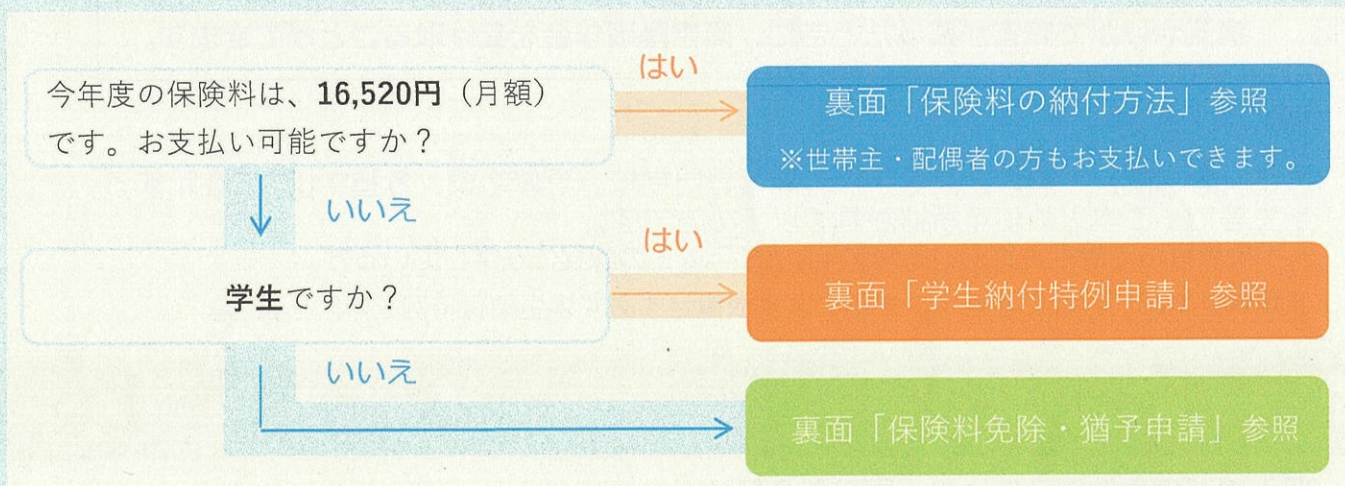 今年度の保険料は、16,520円（月額）
です。お支払い可能ですか？
はい
裏面「保険料の納付方法」参照
※世帯主・配偶者の方もお支払いできます。
いいえ
学生ですか？
はい
裏面「学生納付特例申請」参照
いいえ
裏面「保険料免除・猶予申請」参照